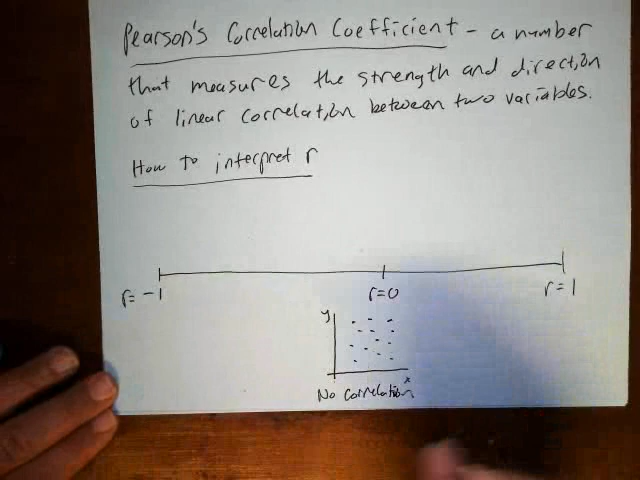 Pearson's Correlation Coefficient - a number
that measures the strength and direction
of linear correlation between two variables.
How to interpret r
r= -1
r=0
r=1
y
x
No correlation